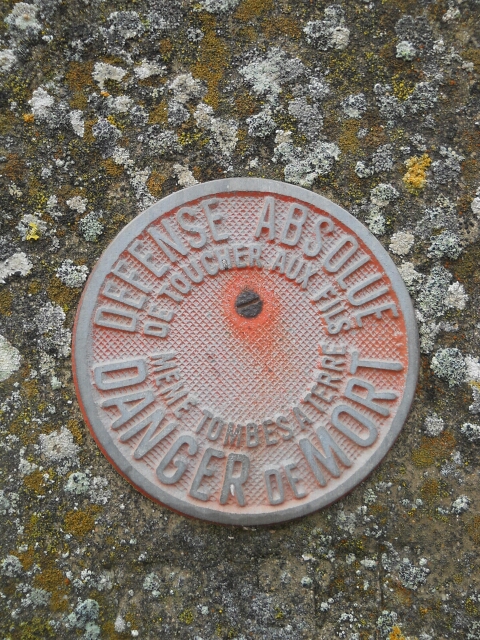 DEFENSE ABSOLUE
DE TOUCHER AUX FILS
MEME TOMBES A TERRE
DANGER DE MORT